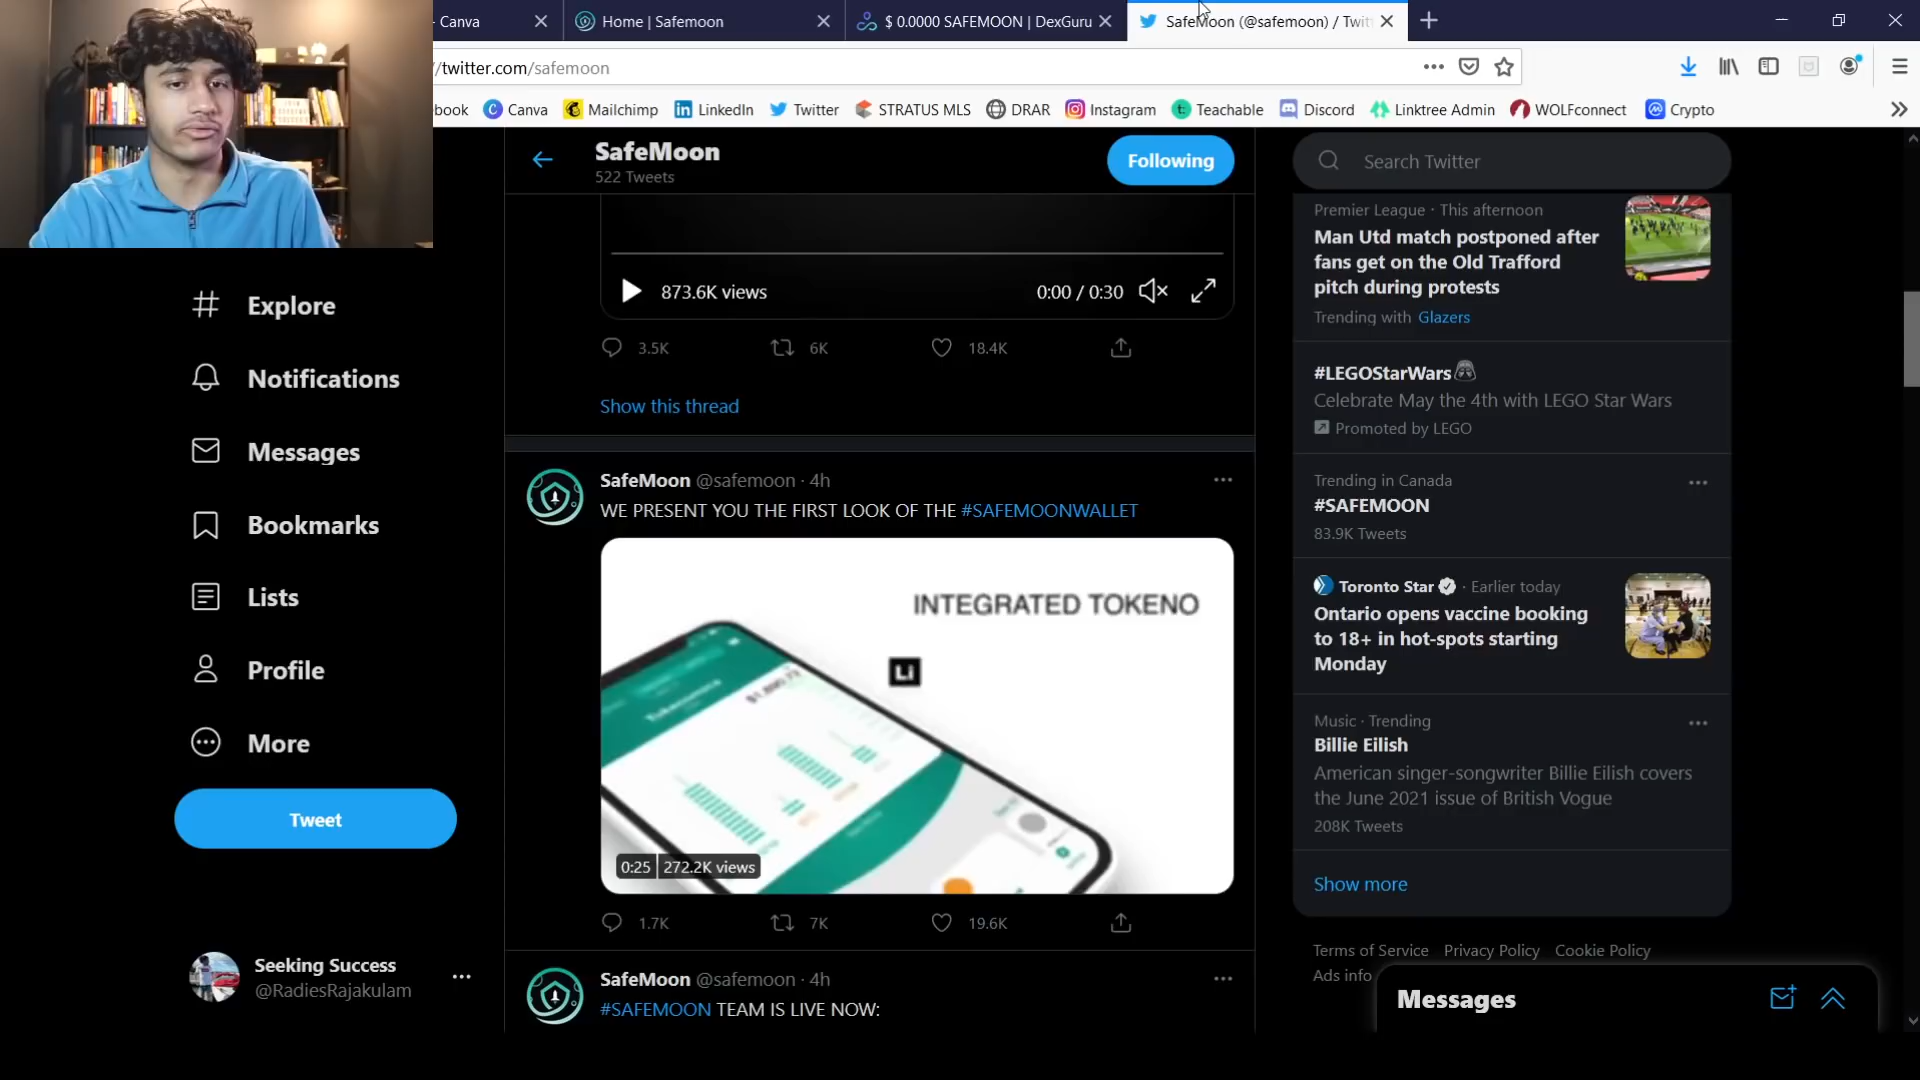 - Canva
Home | Safemoon
$ 0.0000 SAFEMOON | DexGuru
SafeMoon (@safemoon) / Twit
/twitter.com/safemoon
book
Canva
Mailchimp
LinkedIn
Twitter
STRATUS MLS
DRAR
Instagram
Teachable
Discord
Linktree Admin
WOLFconnect
Crypto
SafeMoon
522 Tweets
Following
Search Twitter
Explore
Notifications
Messages
Bookmarks
Lists
Profile
More
Tweet
Seeking Success
@RadiesRajakulam
873.6K views
0:00 / 0:30
3.5K
6K
18.4K
Show this thread
SafeMoon @safemoon · 4h
WE PRESENT YOU THE FIRST LOOK OF THE #SAFEMOONWALLET
INTEGRATED TOKENO
LI
0:25
272.2K views
1.7K
7K
19.6K
SafeMoon @safemoon · 4h
#SAFEMOON TEAM IS LIVE NOW:
Premier League · This afternoon
Man Utd match postponed after
fans get on the Old Trafford
pitch during protests
Trending with Glazers
#LEGOStarWars
Celebrate May the 4th with LEGO Star Wars
Promoted by LEGO
Trending in Canada
#SAFEMOON
83.9K Tweets
Toronto Star · Earlier today
Ontario opens vaccine booking
to 18+ in hot-spots starting
Monday
Music · Trending
Billie Eilish
American singer-songwriter Billie Eilish covers
the June 2021 issue of British Vogue
208K Tweets
Show more
Terms of Service Privacy Policy Cookie Policy
Ads info
Messages